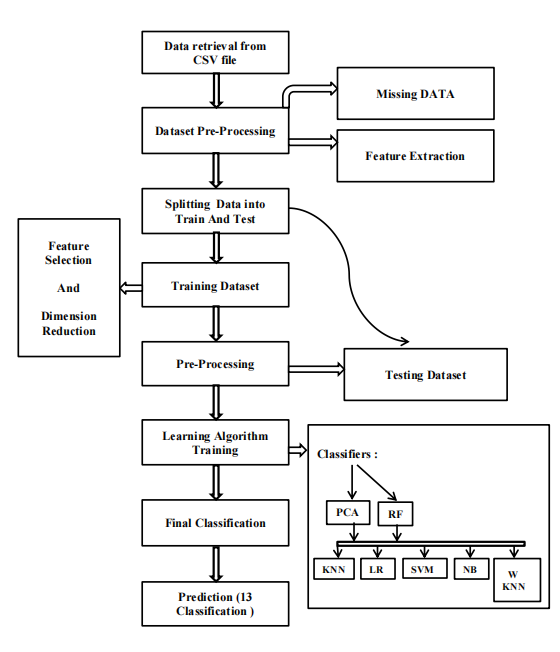 Data retrieval from
CSV file
Missing DATA
Dataset Pre-Processing
Feature Extraction
Splitting Data into
Train And Test
Feature
Selection
And
Dimension
Reduction
Training Dataset
Pre-Processing
Testing Dataset
Learning Algorithm
Training
Classifiers :
PCA
RF
Final Classification
KNN
LR
SVM
NB
W
KNN
Prediction (13
Classification )